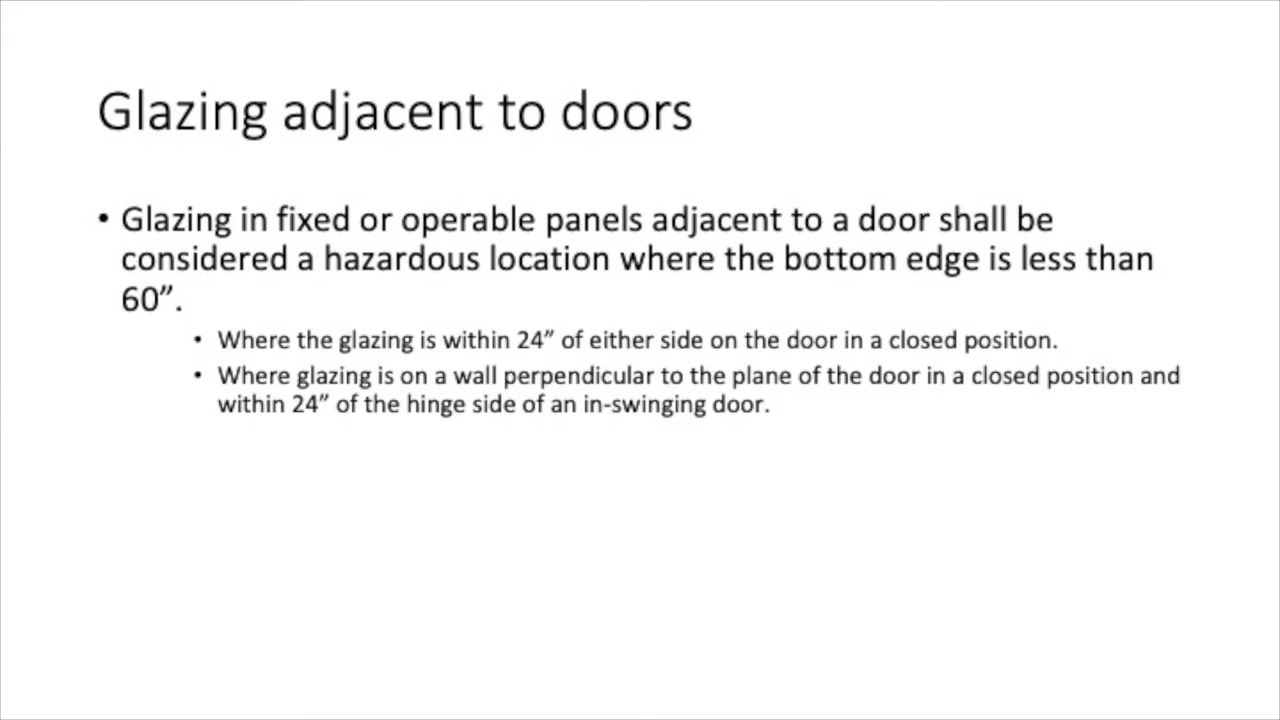 Glazing adjacent to doors
• Glazing in fixed or operable panels adjacent to a door shall be
considered a hazardous location where the bottom edge is less than
60”.
• Where the glazing is within 24” of either side on the door in a closed position.
• Where glazing is on a wall perpendicular to the plane of the door in a closed position and
within 24” of the hinge side of an in-swinging door.